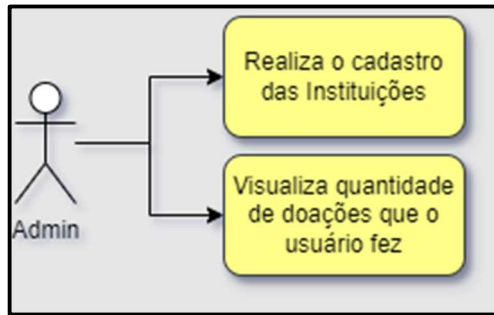 Realiza o cadastro
das Instituições
Visualiza quantidade
de doações que o
usuário fez
Admin